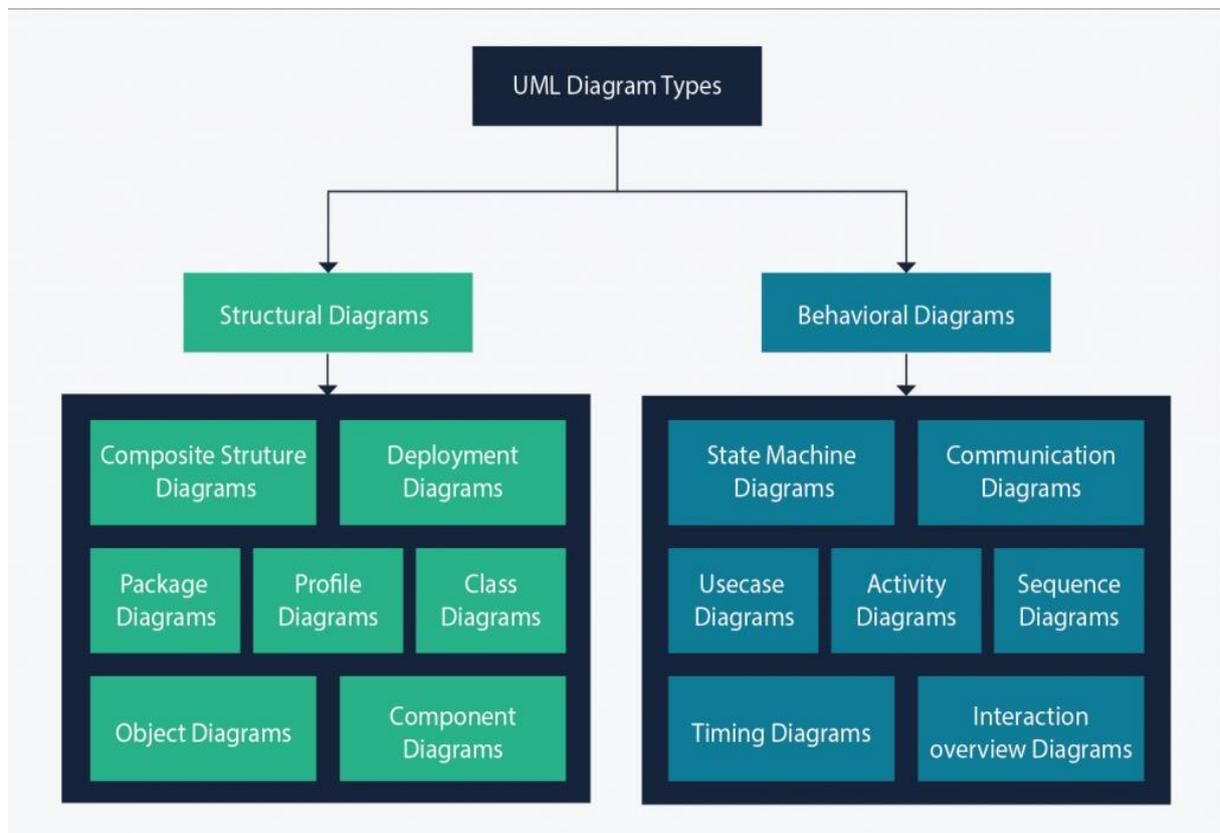 UML Diagram Types
Structural Diagrams
Behavioral Diagrams
Composite Struture
Diagrams
Deployment
Diagrams
Package
Diagrams
Profile
Diagrams
Class
Diagrams
Object Diagrams
Component
Diagrams
State Machine
Diagrams
Communication
Diagrams
Usecase
Diagrams
Activity
Diagrams
Sequence
Diagrams
Timing Diagrams
Interaction
overview Diagrams